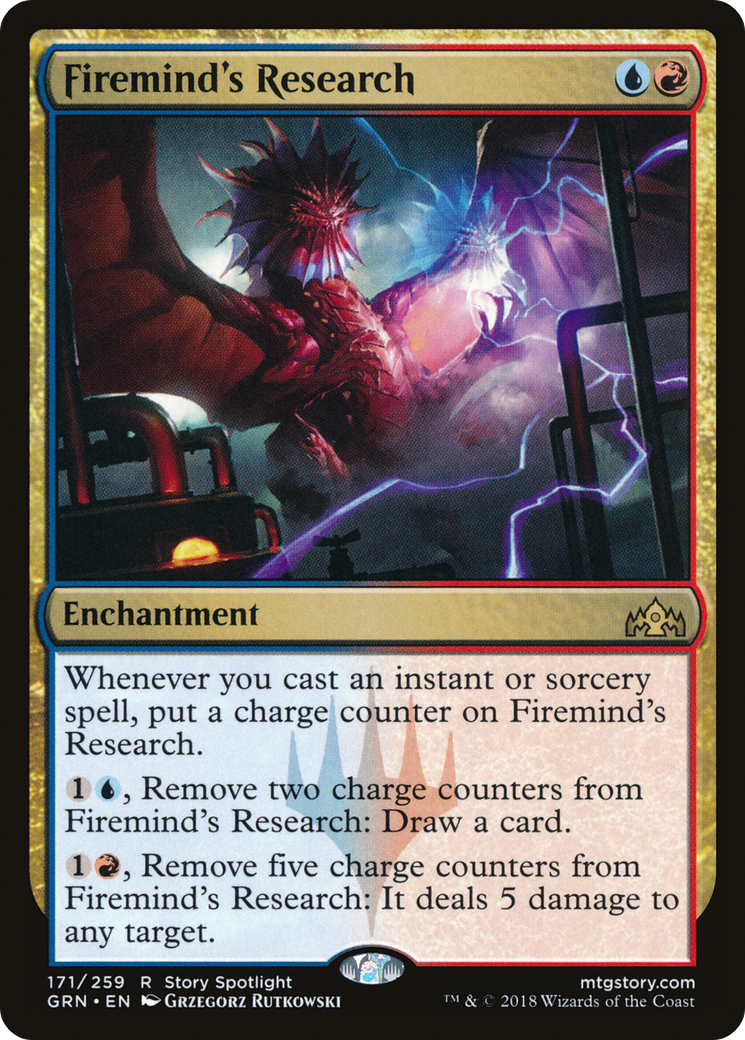 Firemind's Research
Enchantment
Whenever you cast an instant or sorcery
spell, put a charge counter on Firemind's
Research.
1, Remove two charge counters from
Firemind's Research: Draw a card.
1, Remove five charge counters from
Firemind's Research: It deals 5 damage to
any target.
171/259 R Story Spotlight
mtgstory.com
GRN • EN Grzegorz Rutkowski
™ & © 2018 Wizards of the Coast